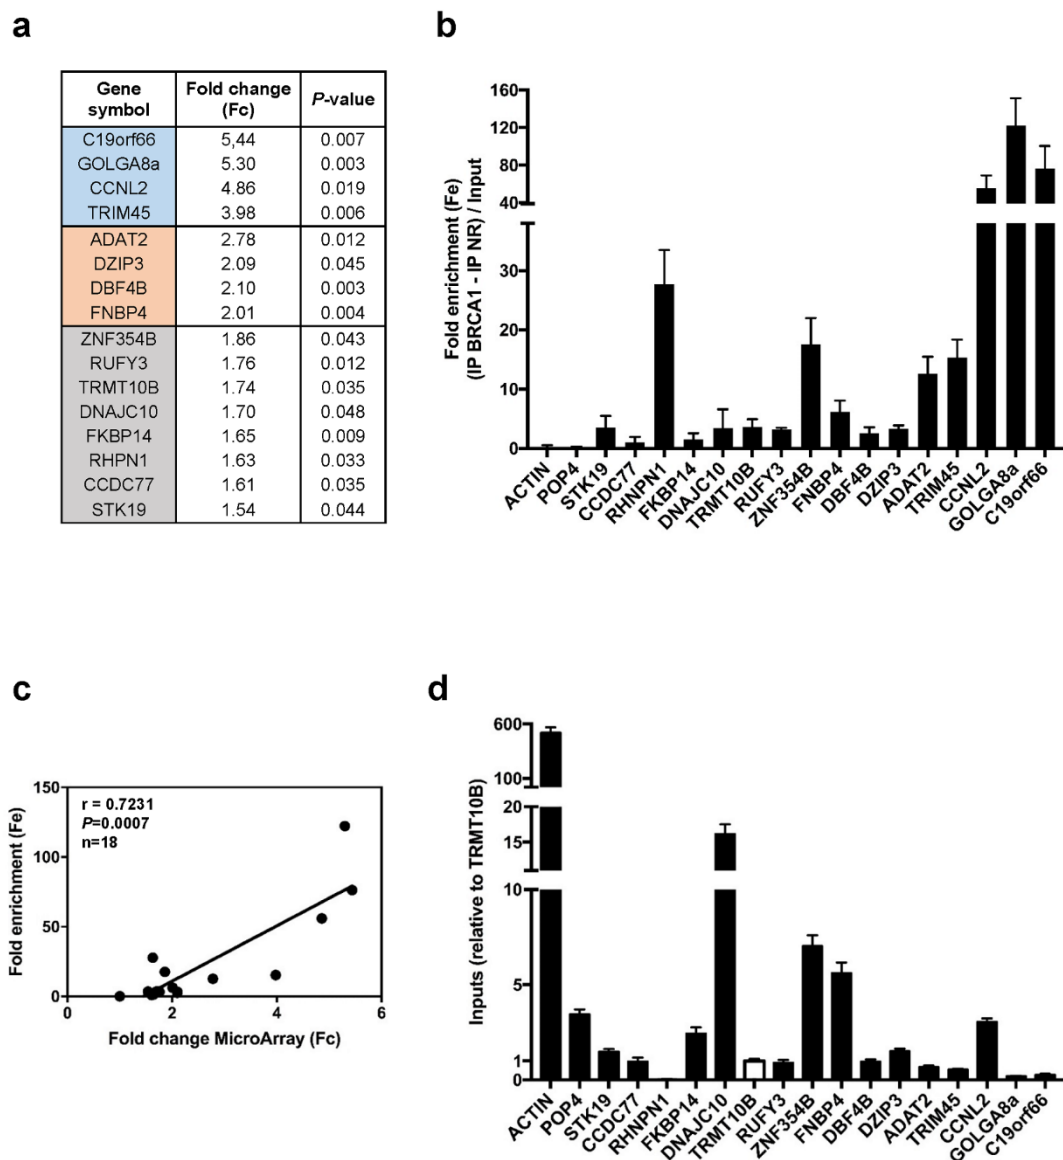 a
Gene symbol Fold change (Fc) P-value
C19orf66 5,44 0.007
GOLGA8a 5.30 0.003
CCNL2 4.86 0.019
TRIM45 3.98 0.006
ADAT2 2.78 0.012
DZIP3 2.09 0.045
DBF4B 2.10 0.003
FNBP4 2.01 0.004
ZNF354B 1.86 0.043
RUFY3 1.76 0.012
TRMT10B 1.74 0.035
DNAJC10 1.70 0.048
FKBP14 1.65 0.009
RHPN1 1.63 0.033
CCDC77 1.61 0.035
STK19 1.54 0.044
b
Fold enrichment (Fe)
(IP BRCA1 - IP NR) / Input
160
120
80
40
30
20
10
0
ACTIN
POP4
STK19
CCDC77
RHNPN1
FKBP14
DNAJC10
TRMT10B
RUFY3
ZNF354B
FNBP4
DBF4B
DZIP3
ADAT2
TRIM45
CCNL2
GOLGA8a
C19orf66
c
Fold enrichment (Fe)
150
100
50
0
r = 0.7231
P=0.0007
n=18
0 2 4 6
Fold change MicroArray (Fc)
d
Inputs (relative to TRMT10B)
600
100
20
15
10
5
1
0
ACTIN
POP4
STK19
CCDC77
RHNPN1
FKBP14
DNAJC10
TRMT10B
RUFY3
ZNF354B
FNBP4
DBF4B
DZIP3
ADAT2
TRIM45
CCNL2
GOLGA8a
C19orf66